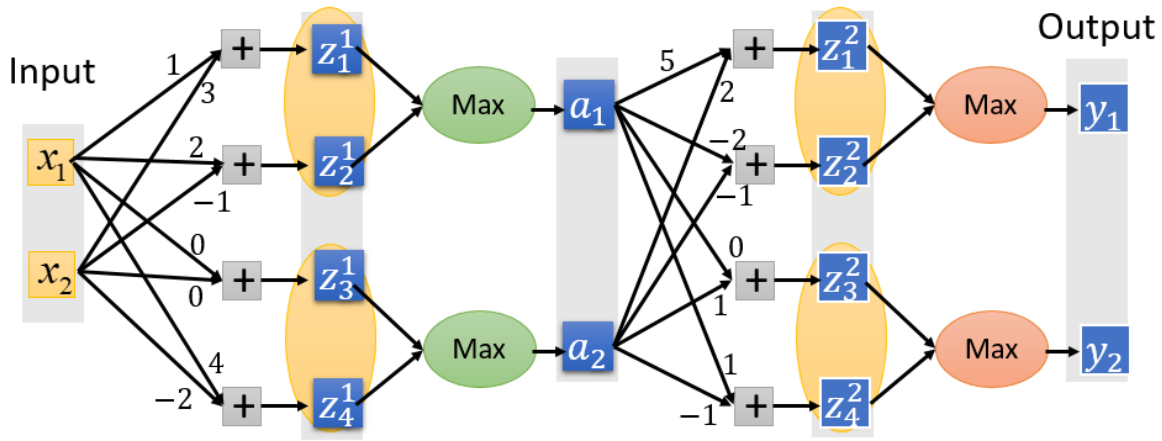 Input
Output
x₁
x₂
1
3
2
−1
0
0
4
−2
+
+
+
+
z₁¹
z₂¹
z₃¹
z₄¹
Max
Max
a₁
a₂
5
2
−2
−1
0
1
1
−1
+
+
+
+
z₁²
z₂²
z₃²
z₄²
Max
Max
y₁
y₂